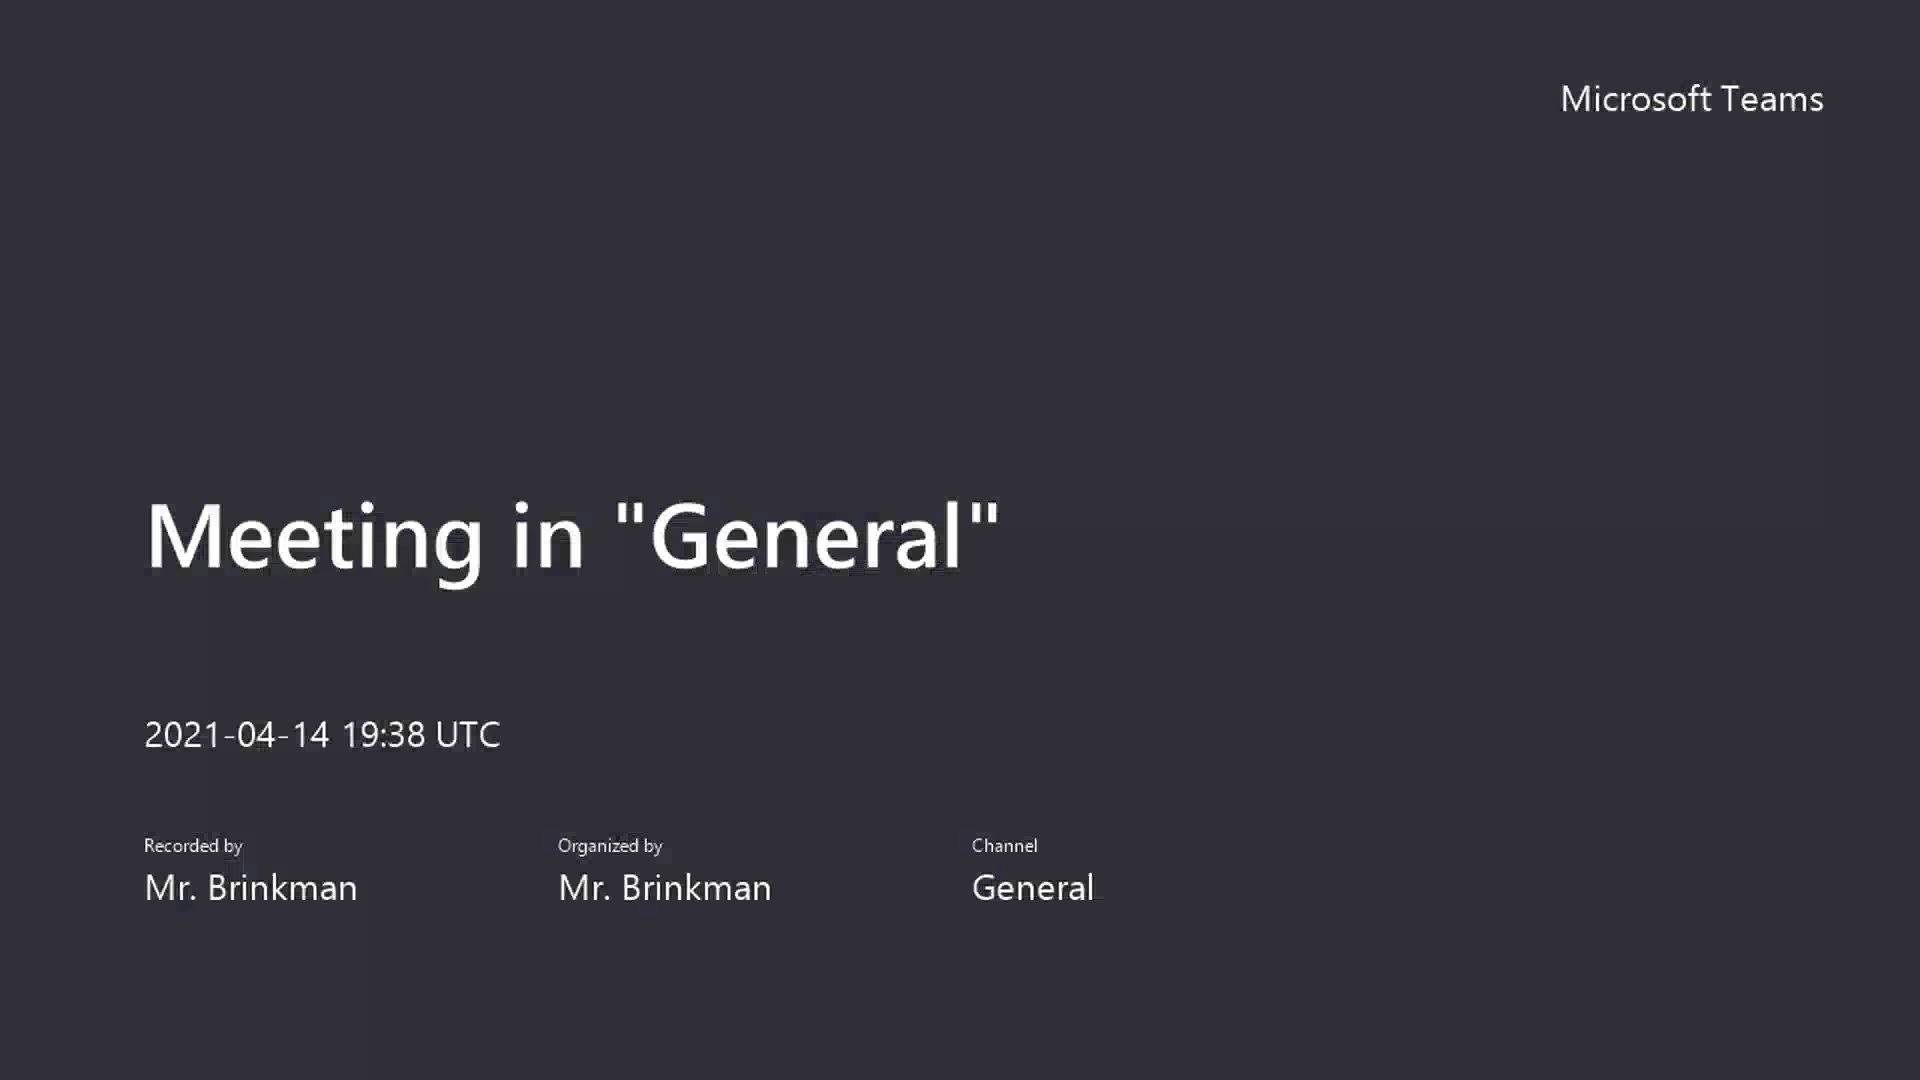 Microsoft Teams
Meeting in "General"
2021-04-14 19:38 UTC
Recorded by
Mr. Brinkman
Organized by
Mr. Brinkman
Channel
General